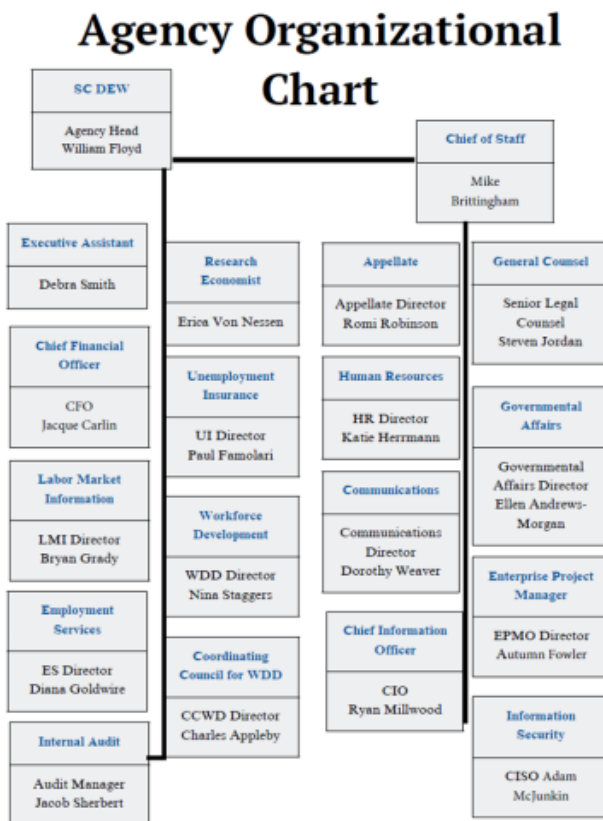 Agency Organizational
Chart
SC DEW
Agency Head
William Floyd
Chief of Staff
Mike
Brittingham
Executive Assistant
Debra Smith
Chief Financial
Officer
CFO
Jacque Carlin
Labor Market
Information
LMI Director
Bryan Grady
Employment
Services
ES Director
Diana Goldwire
Internal Audit
Audit Manager
Jacob Sherbert
Research
Economist
Erica Von Nessen
Unemployment
Insurance
UI Director
Paul Famolari
Workforce
Development
WDD Director
Nina Staggers
Coordinating
Council for WDD
CCWD Director
Charles Appleby
Appellate
Appellate Director
Romi Robinson
Human Resources
HR Director
Katie Herrmann
Communications
Communications
Director
Dorothy Weaver
Chief Information
Officer
CIO
Ryan Millwood
General Counsel
Senior Legal
Counsel
Steven Jordan
Governmental
Affairs
Governmental
Affairs Director
Ellen Andrews-
Morgan
Enterprise Project
Manager
EPMO Director
Autumn Fowler
Information
Security
CISO Adam
McJunkin